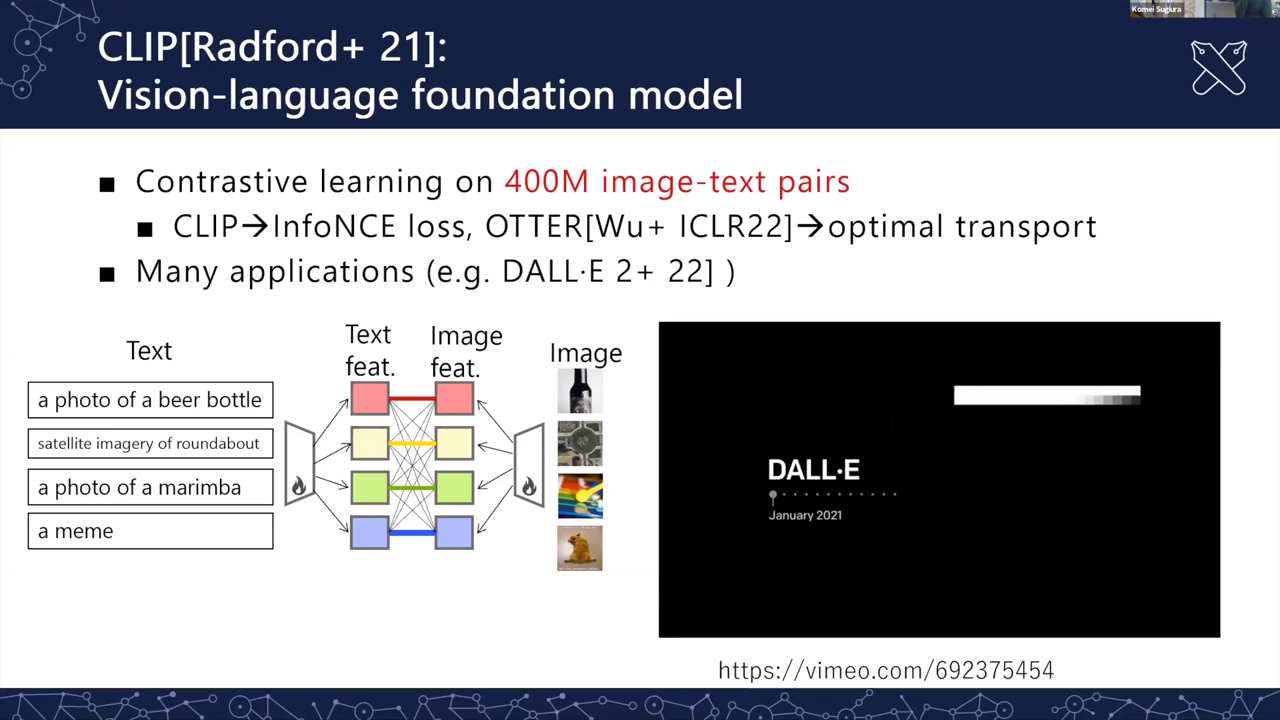 Komei Sugiura
CLIP[Radford+ 21]:
Vision-language foundation model
■ Contrastive learning on 400M image-text pairs
■ CLIP→InfoNCE loss, OTTER[Wu+ ICLR22]→optimal transport
■ Many applications (e.g. DALL·E 2+ 22] )
Text
Text
feat.
Image
feat.
Image
a photo of a beer bottle
satellite imagery of roundabout
a photo of a marimba
a meme
DALL·E
January 2021
https://vimeo.com/692375454